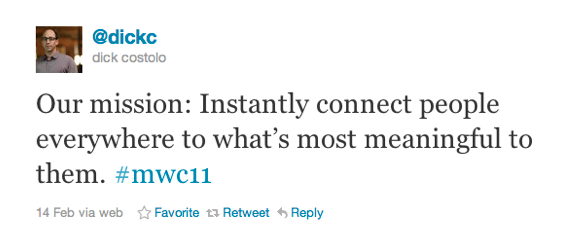 @dickc
dick costolo
Our mission: Instantly connect people
everywhere to what’s most meaningful to
them. #mwc11
14 Feb via web Favorite Retweet Reply